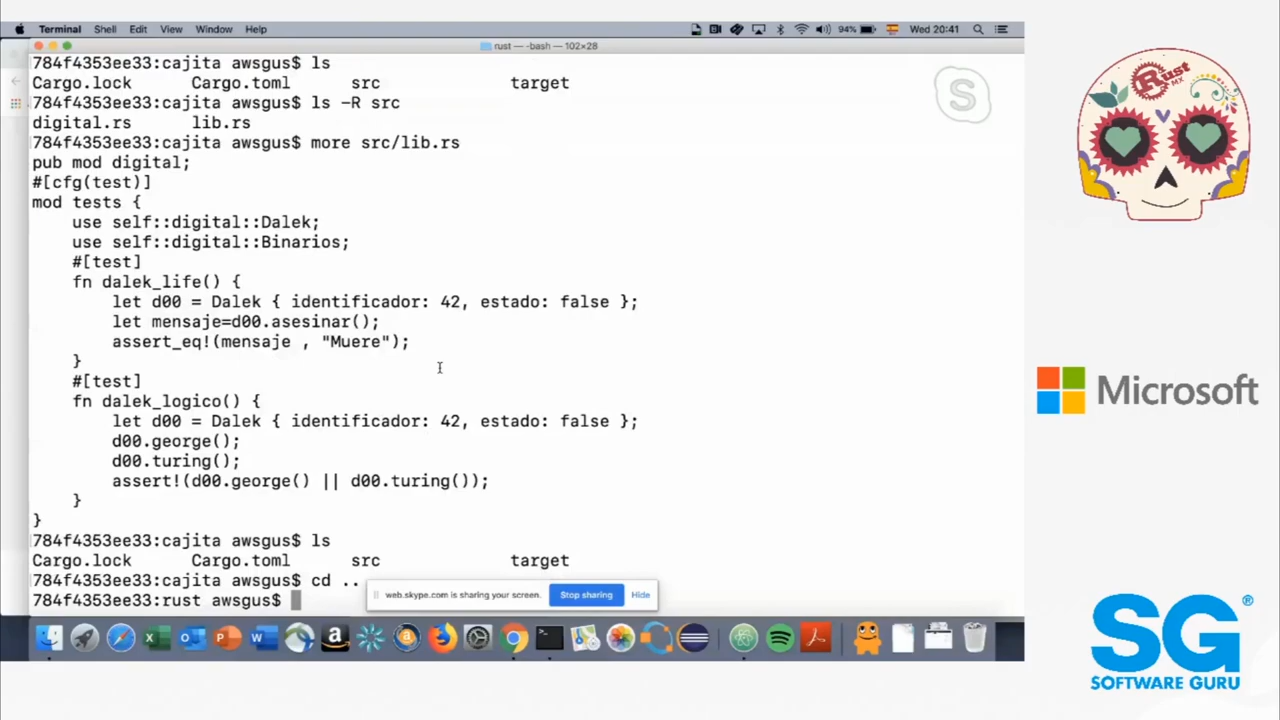 Terminal Shell Edit View Window Help 94% Wed 20:41
rust — -bash — 102×28
784f4353ee33:cajita awsgus$ ls
Cargo.lock Cargo.toml src target
784f4353ee33:cajita awsgus$ ls -R src
digital.rs lib.rs
784f4353ee33:cajita awsgus$ more src/lib.rs
pub mod digital;
#[cfg(test)]
mod tests {
    use self::digital::Dalek;
    use self::digital::Binarios;
    #[test]
    fn dalek_life() {
        let d00 = Dalek { identificador: 42, estado: false };
        let mensaje=d00.asesinar();
        assert_eq!(mensaje , "Muere");
    }
    #[test]
    fn dalek_logico() {
        let d00 = Dalek { identificador: 42, estado: false };
        d00.george();
        d00.turing();
        assert!(d00.george() || d00.turing());
    }
}
784f4353ee33:cajita awsgus$ ls
Cargo.lock Cargo.toml src target
784f4353ee33:cajita awsgus$ cd ..
784f4353ee33:rust awsgus$
web.skype.com is sharing your screen. Stop sharing Hide
S
Rust
MX
Microsoft
SG®
SOFTWARE GURU